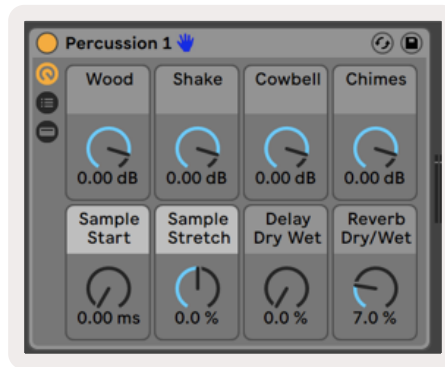 Percussion 1
Wood Shake Cowbell Chimes
0.00 dB 0.00 dB 0.00 dB 0.00 dB
Sample Sample Delay Reverb
Start Stretch Dry Wet Dry/Wet
0.00 ms 0.0 % 0.0 % 7.0 %